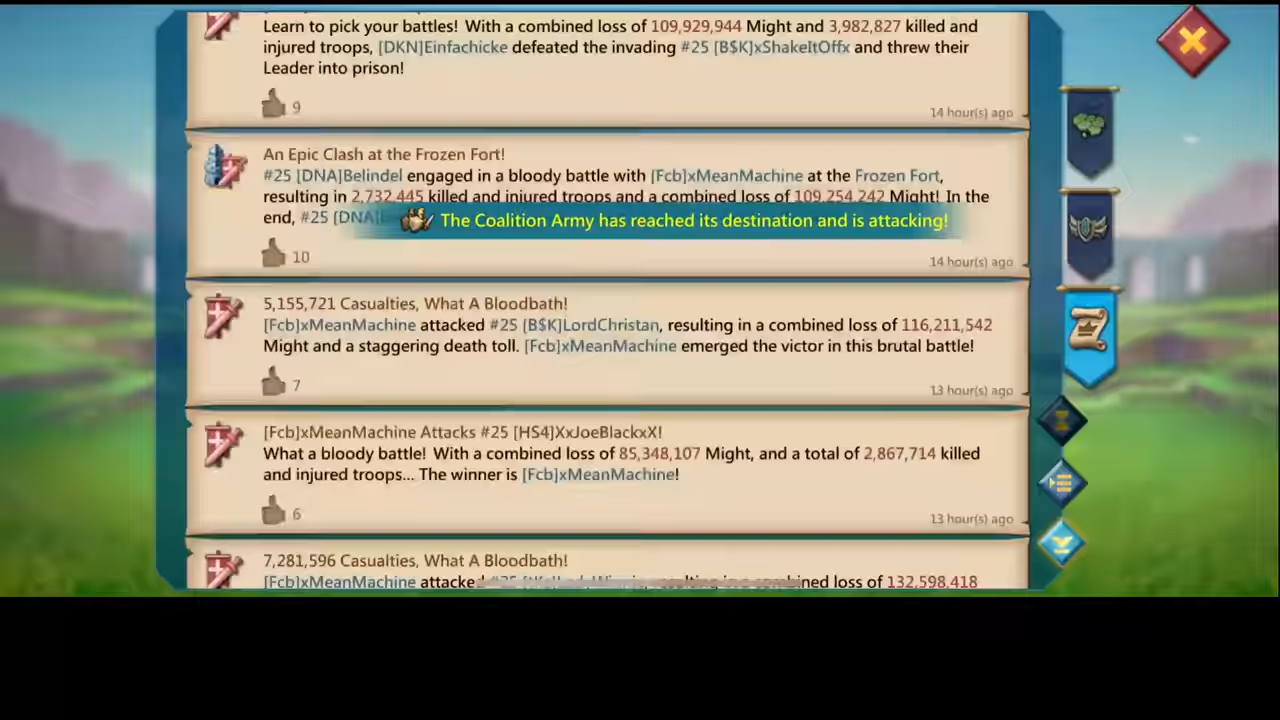 Learn to pick your battles! With a combined loss of 109,929,944 Might and 3,982,827 killed and
injured troops, [DKN]Einfachicke defeated the invading #25 [B$K]xShakeItOffx and threw their
Leader into prison!
9
14 hour(s) ago
An Epic Clash at the Frozen Fort!
#25 [DNA]Belindel engaged in a bloody battle with [Fcb]xMeanMachine at the Frozen Fort,
resulting in 2,732,445 killed and injured troops and a combined loss of 109,254,242 Might! In the
end, #25 [DNA]
The Coalition Army has reached its destination and is attacking!
10
14 hour(s) ago
5,155,721 Casualties, What A Bloodbath!
[Fcb]xMeanMachine attacked #25 [B$K]LordChristan, resulting in a combined loss of 116,211,542
Might and a staggering death toll. [Fcb]xMeanMachine emerged the victor in this brutal battle!
7
13 hour(s) ago
[Fcb]xMeanMachine Attacks #25 [HS4]XxJoeBlackxX!
What a bloody battle! With a combined loss of 85,348,107 Might, and a total of 2,867,714 killed
and injured troops... The winner is [Fcb]xMeanMachine!
6
13 hour(s) ago
7,281,596 Casualties, What A Bloodbath!
[Fcb]xMeanMachine attacked #25 resulting in a combined loss of 132,598,418